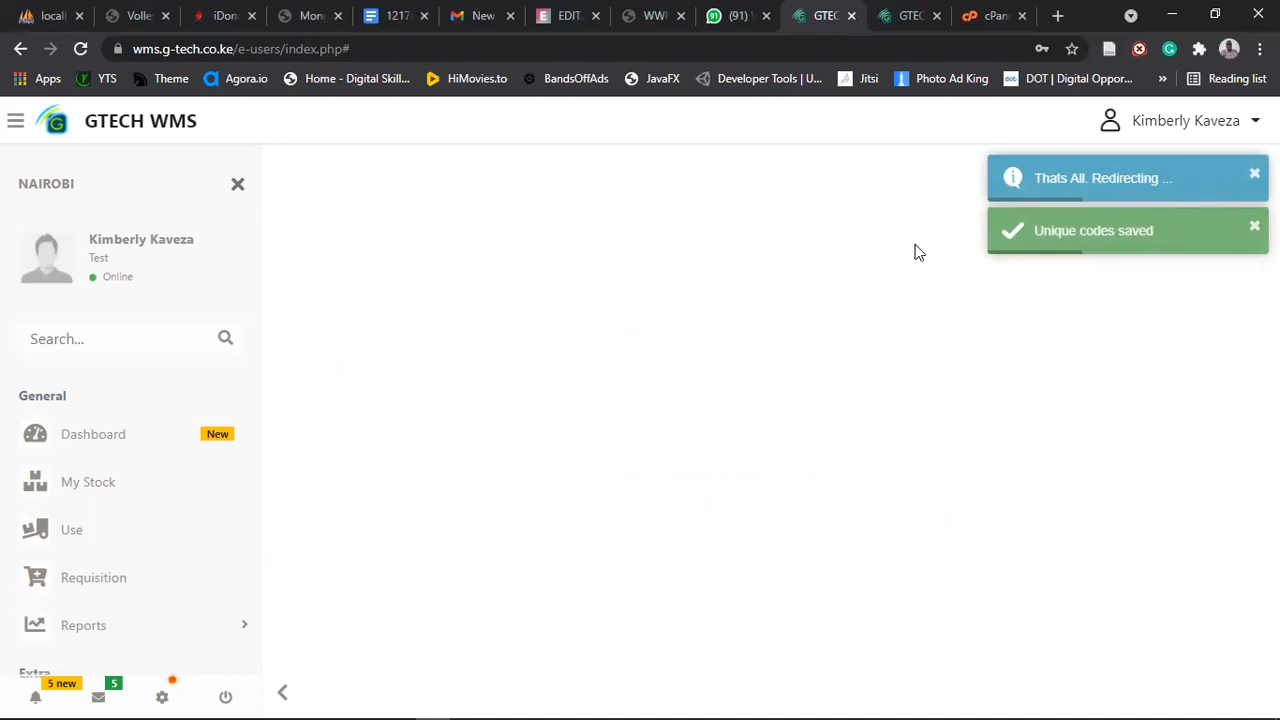 locali
Volle
iDon
Mon
1217
New
EDIT
WWI
(91) V
GTEC
GTEC
cPane
wms.g-tech.co.ke/e-users/index.php#
Apps
YTS
Theme
Agora.io
Home - Digital Skill...
HiMovies.to
BandsOffAds
JavaFX
Developer Tools | U...
Jitsi
Photo Ad King
DOT | Digital Oppor...
»
Reading list
GTECH WMS
Kimberly Kaveza
NAIROBI
Thats All. Redirecting ...
Unique codes saved
Kimberly Kaveza
Test
Online
Search...
General
Dashboard
New
My Stock
Use
Requisition
Reports
Extra
5 new
5